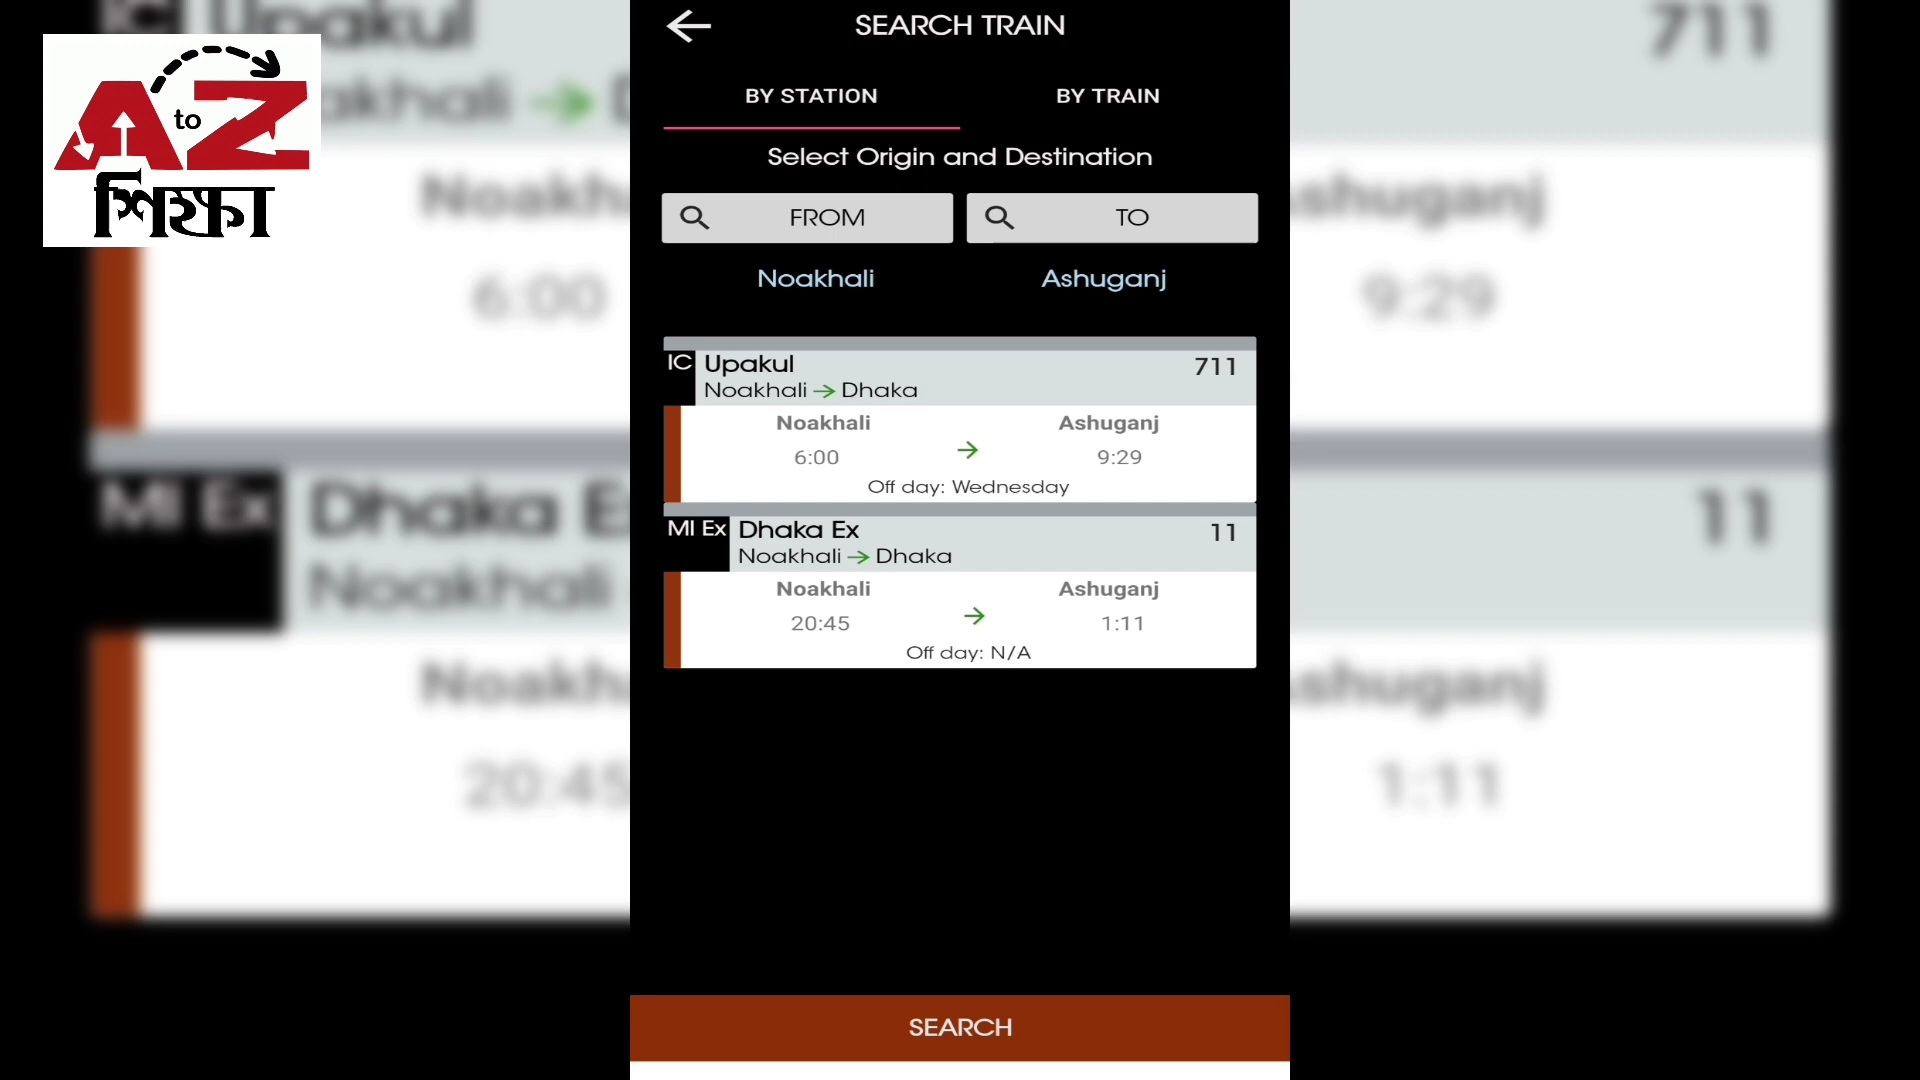 A to Z
শিক্ষা
SEARCH TRAIN
BY STATION BY TRAIN
Select Origin and Destination
FROM TO
Noakhali Ashuganj
IC Upakul 711
Noakhali → Dhaka
Noakhali Ashuganj
6:00 → 9:29
Off day: Wednesday
MI Ex Dhaka Ex 11
Noakhali → Dhaka
Noakhali Ashuganj
20:45 → 1:11
Off day: N/A
SEARCH